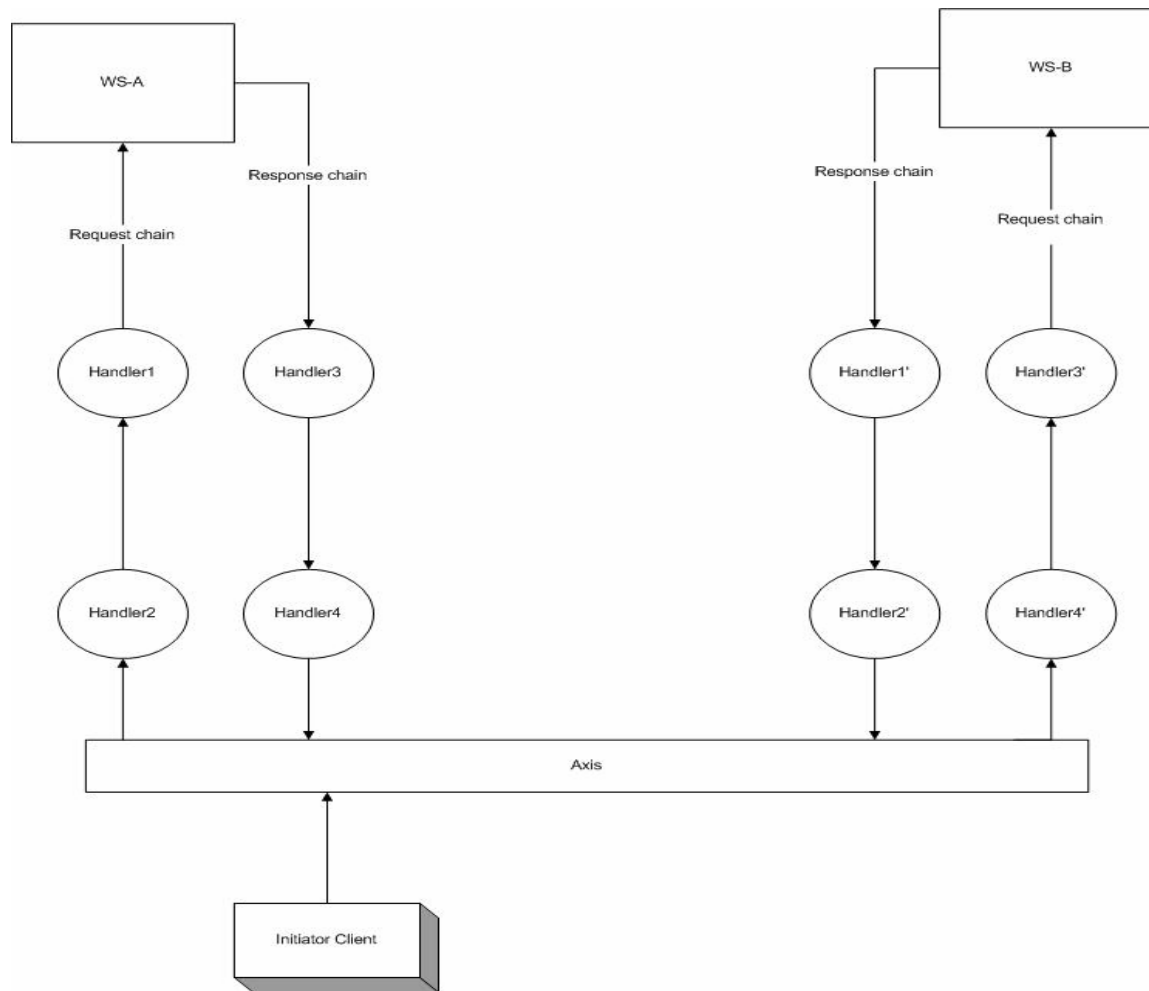 WS-A
WS-B
Response chain
Response chain
Request chain
Request chain
Handler1
Handler3
Handler1'
Handler3'
Handler2
Handler4
Handler2'
Handler4'
Axis
Initiator Client